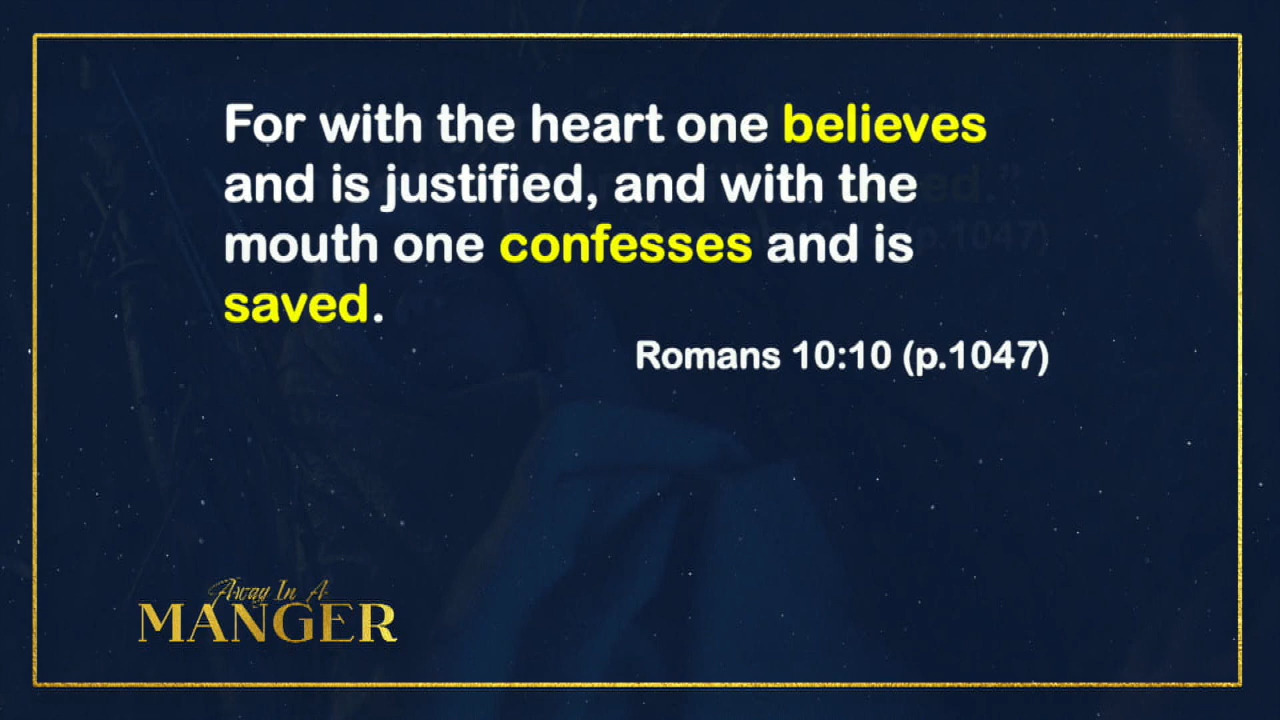 For with the heart one believes
and is justified, and with the
mouth one confesses and is
saved.
Romans 10:10 (p.1047)
Away In A
MANGER